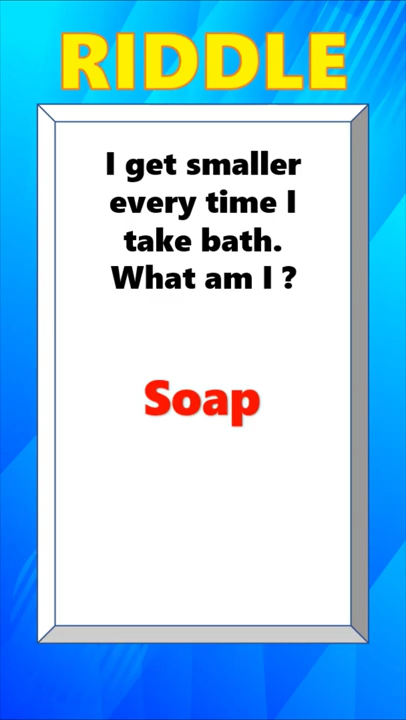 RIDDLE
I get smaller
every time I
take bath.
What am I ?
Soap